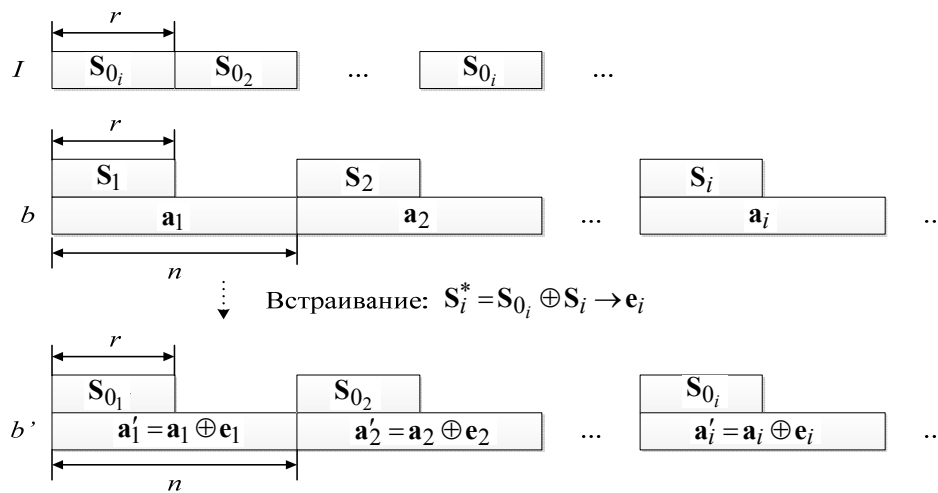 r
I S₀ᵢ S₀₂ ... S₀ᵢ ...
r
S₁ S₂ Sᵢ
b a₁ a₂ ... aᵢ ..
n
Встраивание: Sᵢ* = S₀ᵢ ⊕ Sᵢ → eᵢ
r
S₀₁ S₀₂ S₀ᵢ
b’ a′₁ = a₁ ⊕ e₁ a′₂ = a₂ ⊕ e₂ ... a′ᵢ = aᵢ ⊕ eᵢ ..
n